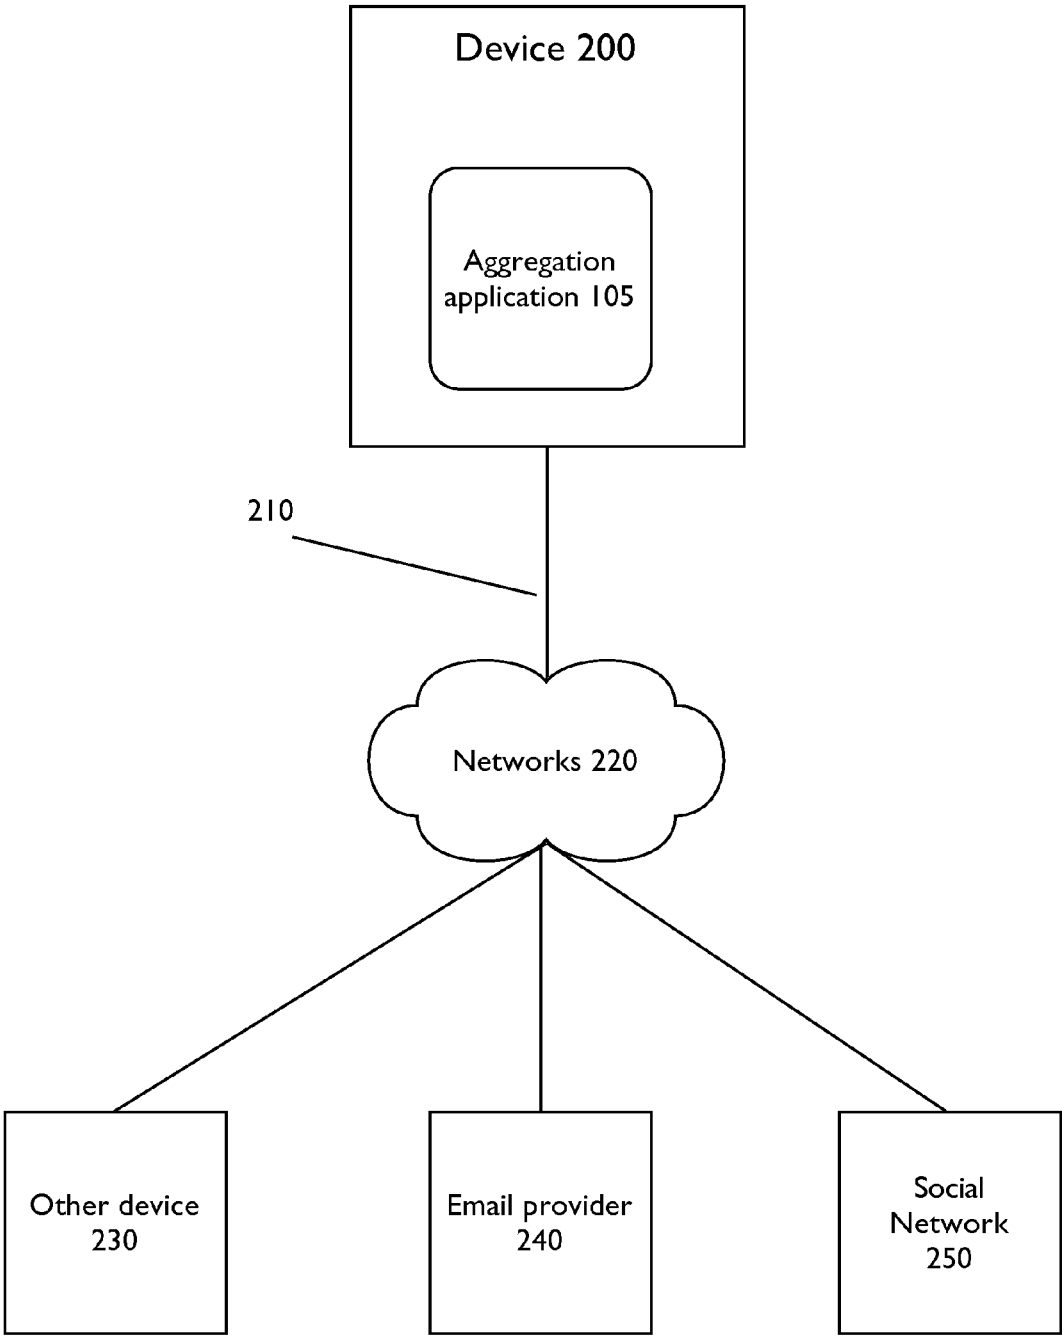 Device 200
Aggregation
application 105
210
Networks 220
Other device
230
Email provider
240
Social
Network
250